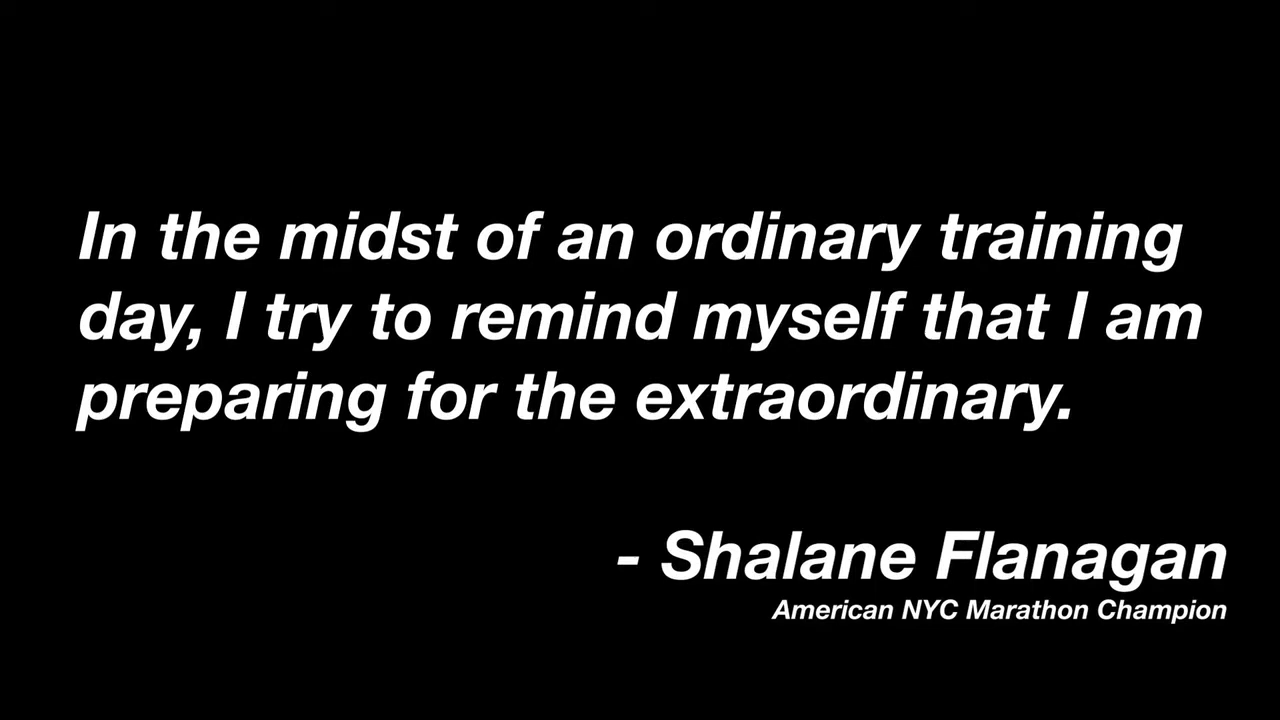 In the midst of an ordinary training
day, I try to remind myself that I am
preparing for the extraordinary.
- Shalane Flanagan
American NYC Marathon Champion